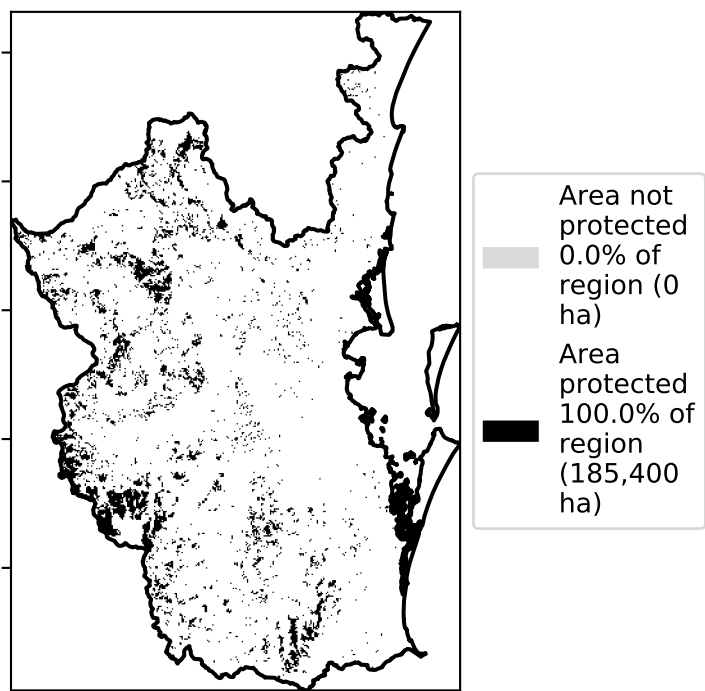 Area not
protected
0.0% of
region (0
ha)
Area
protected
100.0% of
region
(185,400
ha)